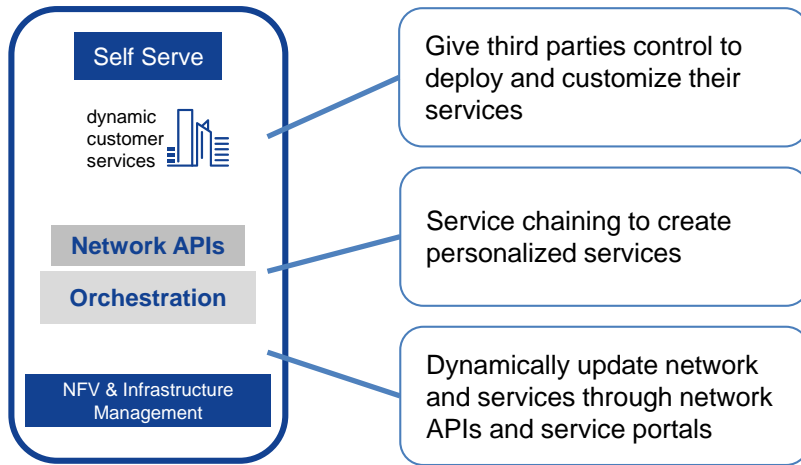 Self Serve
dynamic
customer
services
Network APIs
Orchestration
NFV & Infrastructure
Management
Give third parties control to
deploy and customize their
services
Service chaining to create
personalized services
Dynamically update network
and services through network
APIs and service portals